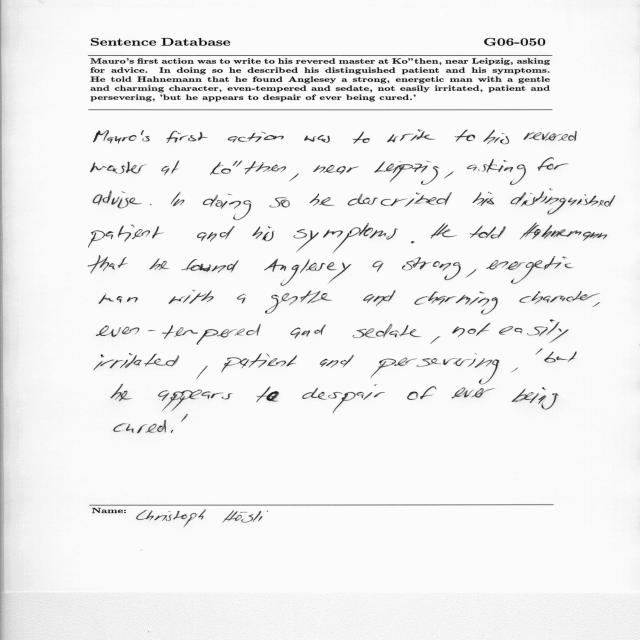 Sentence Database G06-050
Mauro's first action was to write to his revered master at Ko"then, near Leipzig, asking
for advice. In doing so he described his distinguished patient and his symptoms.
He told Hahnemann that he found Anglesey a strong, energetic man with a gentle
and charming character, even-tempered and sedate, not easily irritated, patient and
persevering, 'but he appears to despair of ever being cured.'
Mauro's first action was to write to his revered
master at Ko"then, near Leipzig, asking for
advise. In doing so he described his distinguished
patient and his symptoms. He told Hahnemann
that he found Anglesey a strong, energetic
man with a gentle and charming character,
even-tempered and sedate, not easily
irritated, patient and persevering, 'but
he appears to despair of ever being
cured.'
Name: Christoph Hösli